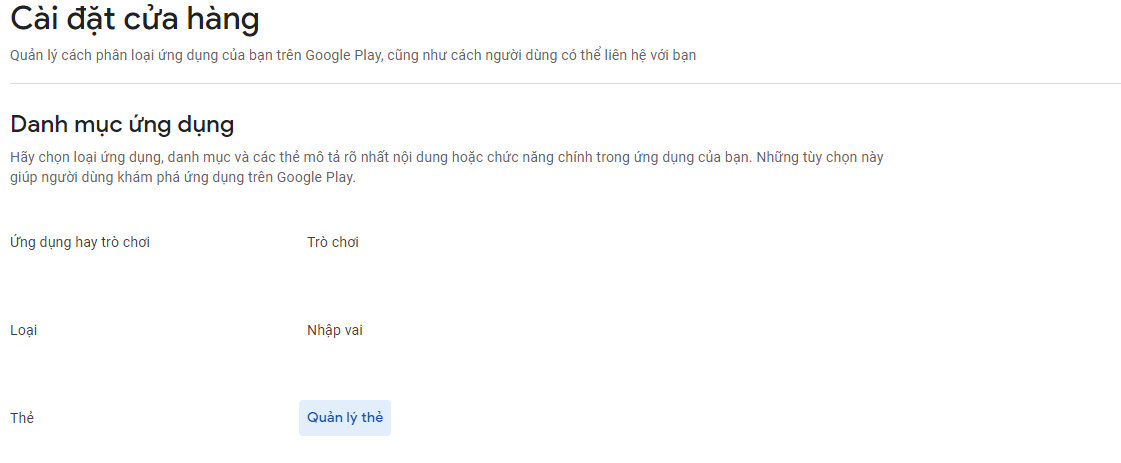 Cài đặt cửa hàng
Quản lý cách phân loại ứng dụng của bạn trên Google Play, cũng như cách người dùng có thể liên hệ với bạn
Danh mục ứng dụng
Hãy chọn loại ứng dụng, danh mục và các thẻ mô tả rõ nhất nội dung hoặc chức năng chính trong ứng dụng của bạn. Những tùy chọn này
giúp người dùng khám phá ứng dụng trên Google Play.
Ứng dụng hay trò chơi Trò chơi
Loại Nhập vai
Thẻ Quản lý thẻ